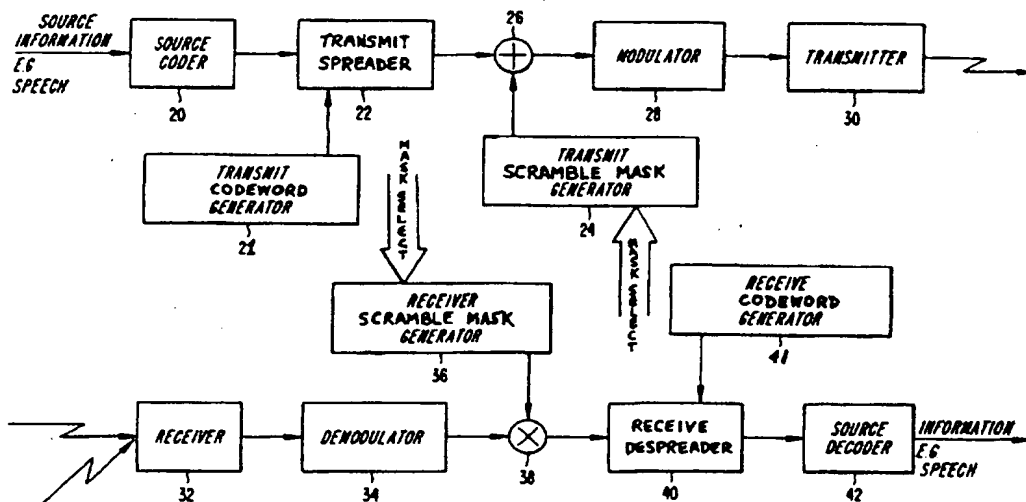 SOURCE
INFORMATION
E.G
SPEECH
SOURCE
CODER
20
TRANSMIT
SPREADER
22
26
+
MODULATOR
28
TRANSMITTER
30
TRANSMIT
CODEWORD
GENERATOR
21
MASK SELECT
TRANSMIT
SCRAMBLE MASK
GENERATOR
24
MASK SELECT
RECEIVER
SCRAMBLE MASK
GENERATOR
36
RECEIVE
CODEWORD
GENERATOR
41
RECEIVER
32
DEMODULATOR
34
38
RECEIVE
DESPREADER
40
SOURCE
DECODER
42
INFORMATION
E.G
SPEECH